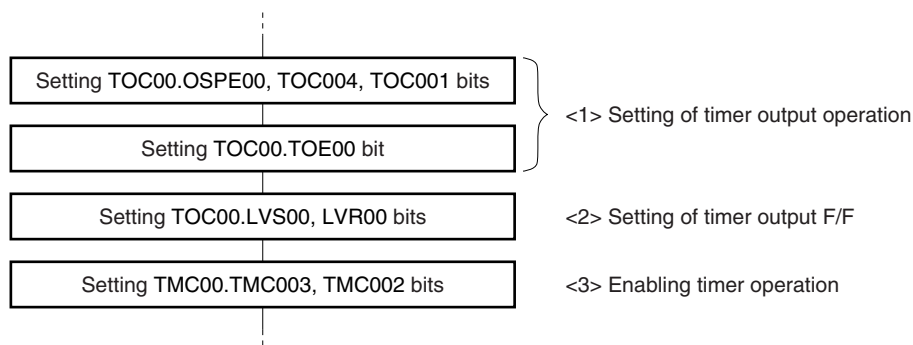 Setting TOC00.OSPE00, TOC004, TOC001 bits
<1> Setting of timer output operation
Setting TOC00.TOE00 bit
Setting TOC00.LVS00, LVR00 bits
<2> Setting of timer output F/F
Setting TMC00.TMC003, TMC002 bits
<3> Enabling timer operation